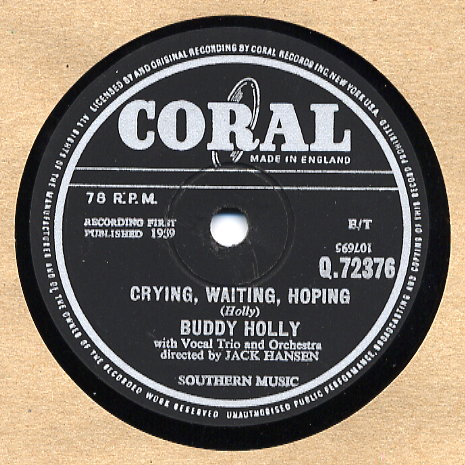 ALL RIGHTS OF THE MANUFACTURER AND OF THE OWNER OF THE RECORDED WORK RESERVED UNAUTHORISED PUBLIC PERFORMANCE, BROADCASTING AND COPYING OF THIS RECORD PROHIBITED
LICENSED BY AND ORIGINAL RECORDING BY CORAL RECORDS INC. NEW YORK U.S.A.
CORAL
MADE IN ENGLAND
78 R.P.M.
RECORDING FIRST
PUBLISHED 1959
E/T
107695
Q.72376
CRYING, WAITING, HOPING
(Holly)
BUDDY HOLLY
with Vocal Trio and Orchestra
directed by JACK HANSEN
SOUTHERN MUSIC